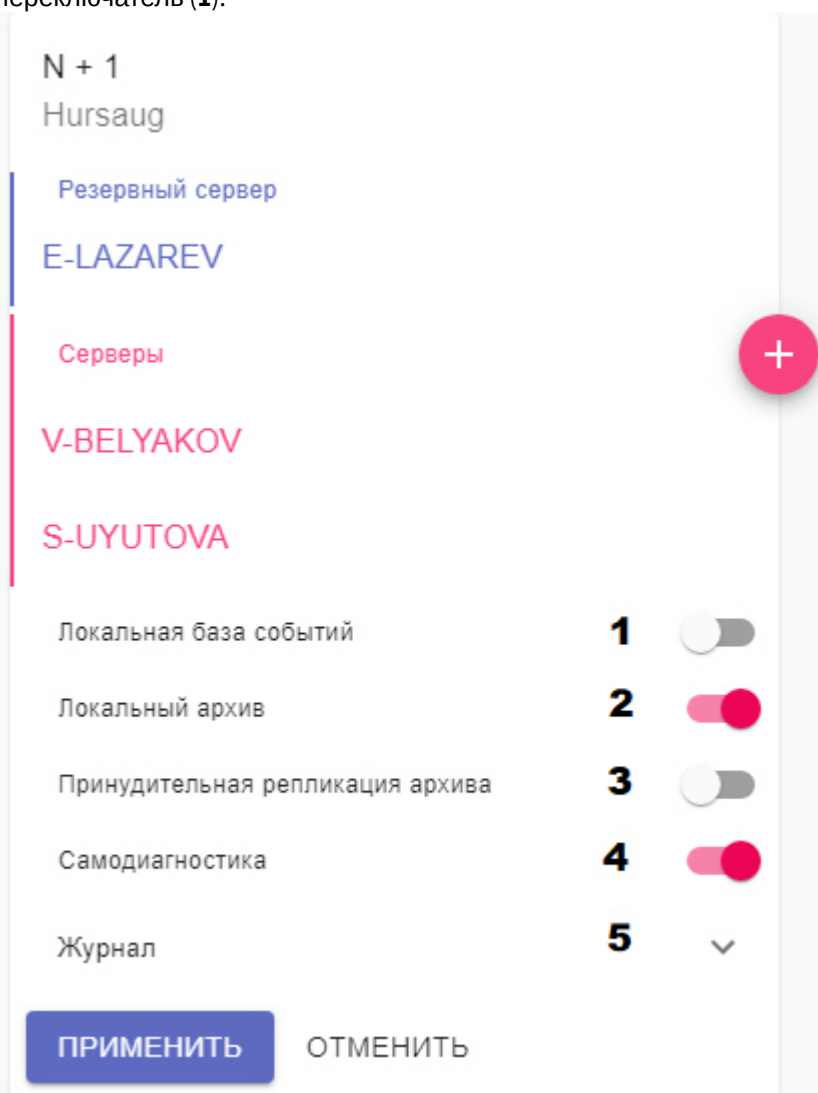 переключатель (1).
N + 1
Hursaug
Резервный сервер
E-LAZAREV
Серверы
+
V-BELYAKOV
S-UYUTOVA
Локальная база событий 1
Локальный архив 2
Принудительная репликация архива 3
Самодиагностика 4
Журнал 5
ПРИМЕНИТЬ ОТМЕНИТЬ